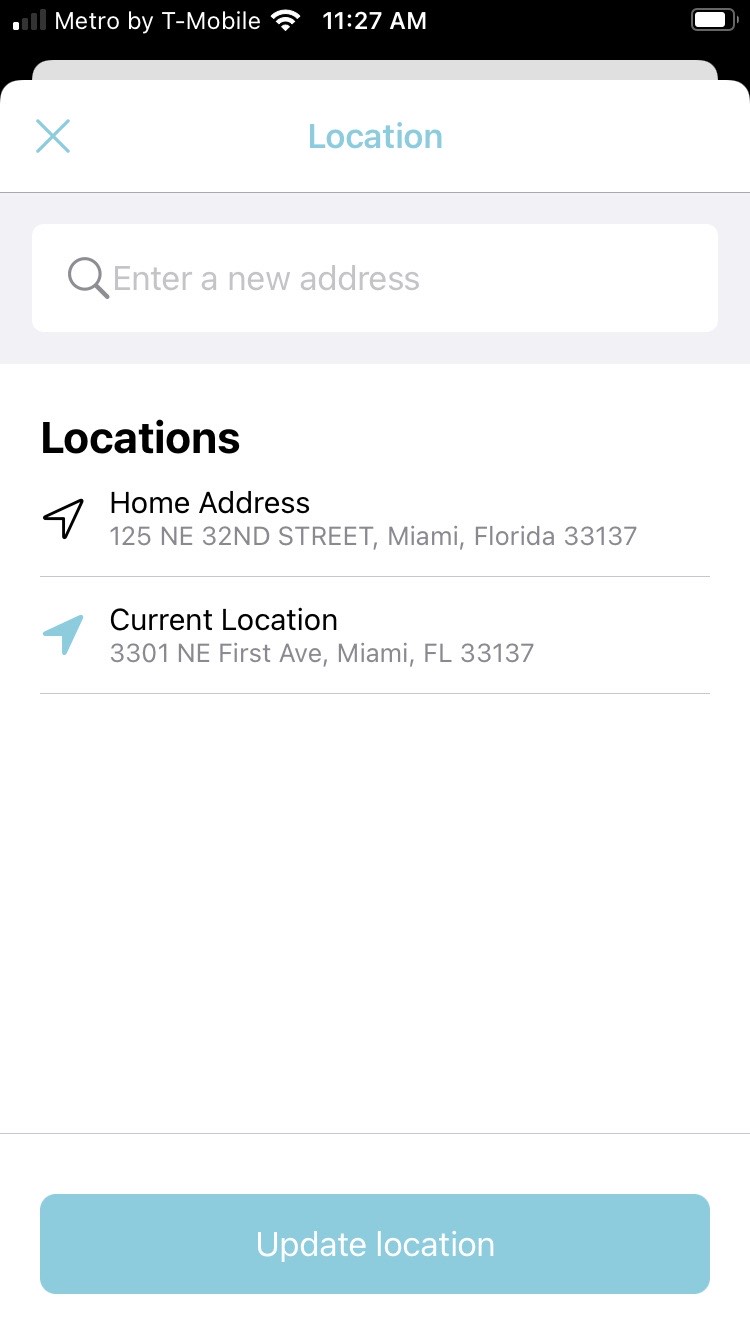 Metro by T-Mobile 11:27 AM
Location
Enter a new address
Locations
Home Address
125 NE 32ND STREET, Miami, Florida 33137
Current Location
3301 NE First Ave, Miami, FL 33137
Update location